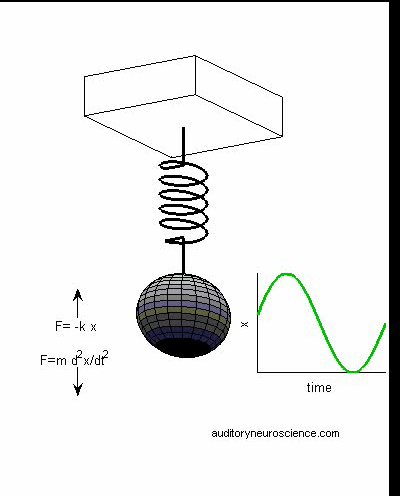 F= -k x
x
F=m d²x/dt²
time
auditoryneuroscience.com